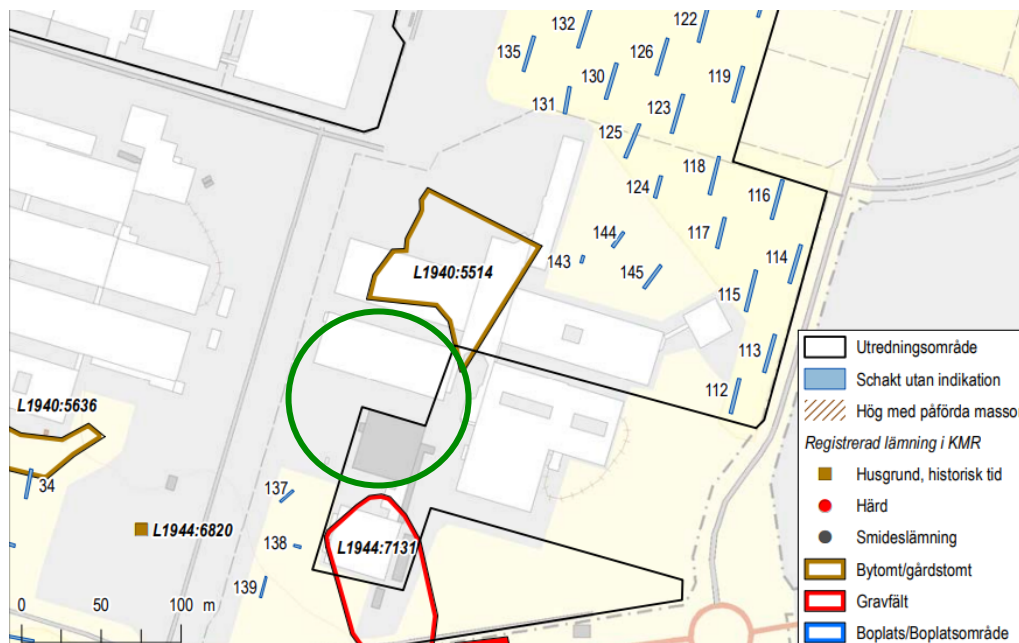 132
122
135
126
130
119
131
123
125
118
124
116
117
144
143
114
L1940:5514
145
115
113
112
L1940:5636
34
137
L1944:6820
138
L1944:7131
139
0 50 100 m
Utredningsområde
Schakt utan indikation
Hög med påförda massor
Registrerad lämning i KMR
Husgrund, historisk tid
Härd
Smideslämning
Bytomt/gårdstomt
Gravfält
Boplats/Boplatsområde